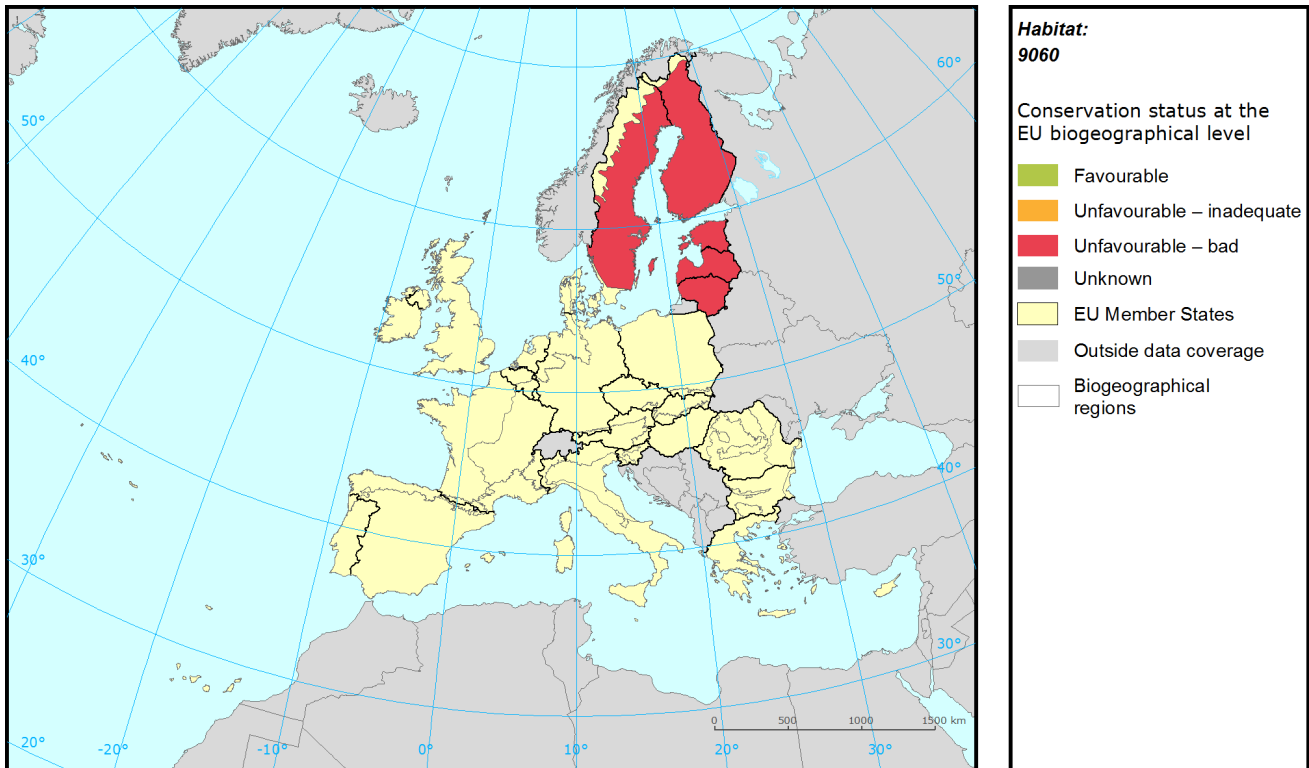 Habitat:
9060
Conservation status at the
EU biogeographical level
Favourable
Unfavourable – inadequate
Unfavourable – bad
Unknown
EU Member States
Outside data coverage
Biogeographical
regions
60°
50°
50°
40°
40°
30°
30°
20°
-20°
-10°
0°
10°
20°
30°
0 500 1000 1500 km